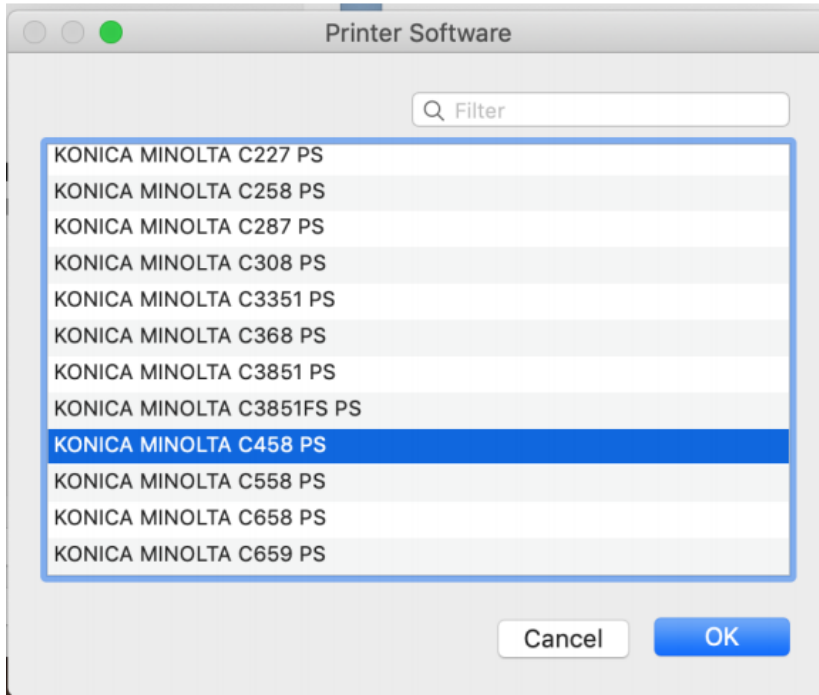 Printer Software
Filter
KONICA MINOLTA C227 PS
KONICA MINOLTA C258 PS
KONICA MINOLTA C287 PS
KONICA MINOLTA C308 PS
KONICA MINOLTA C3351 PS
KONICA MINOLTA C368 PS
KONICA MINOLTA C3851 PS
KONICA MINOLTA C3851FS PS
KONICA MINOLTA C458 PS
KONICA MINOLTA C558 PS
KONICA MINOLTA C658 PS
KONICA MINOLTA C659 PS
Cancel OK